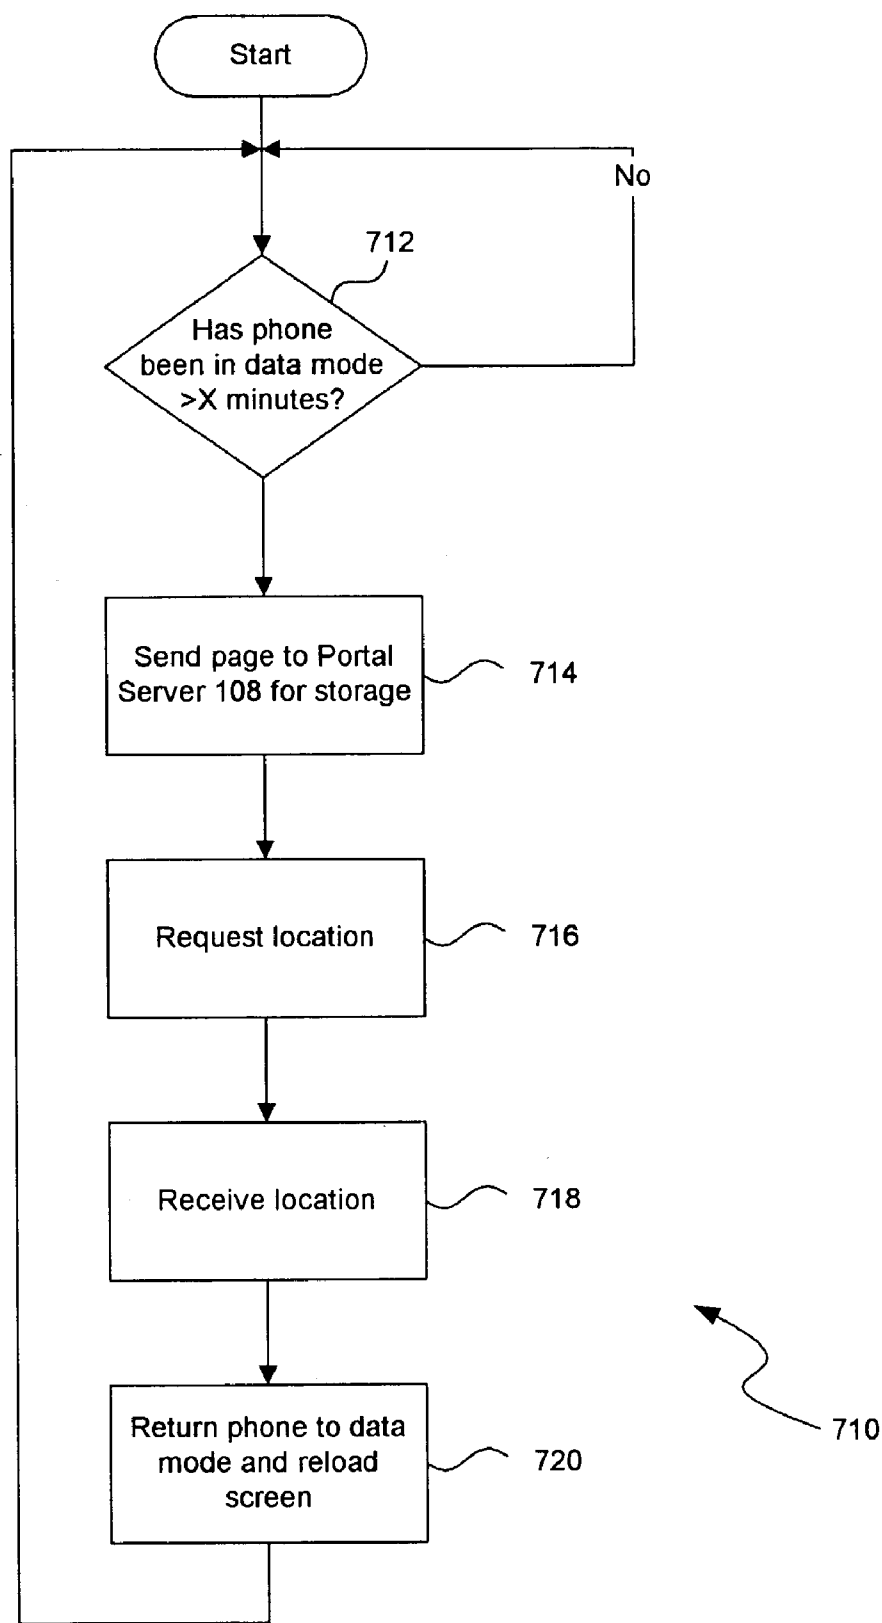 Start
No
712
Has phone
been in data mode
>X minutes?
Send page to Portal
Server 108 for storage
714
Request location
716
Receive location
718
Return phone to data
mode and reload
screen
720
710